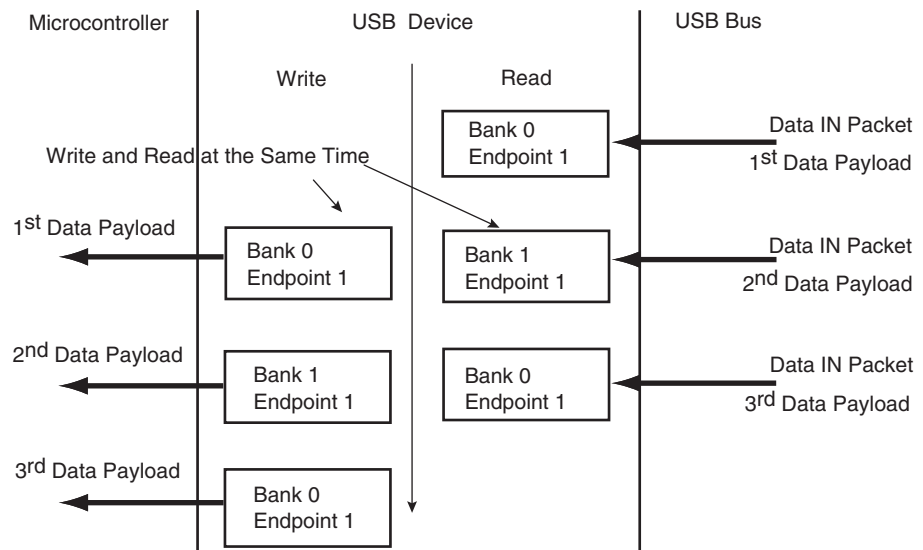 Microcontroller
USB Device
USB Bus
Write
Read
Bank 0
Endpoint 1
Data IN Packet
1st Data Payload
Write and Read at the Same Time
1st Data Payload
Bank 0
Endpoint 1
Bank 1
Endpoint 1
Data IN Packet
2nd Data Payload
2nd Data Payload
Bank 1
Endpoint 1
Bank 0
Endpoint 1
Data IN Packet
3rd Data Payload
3rd Data Payload
Bank 0
Endpoint 1